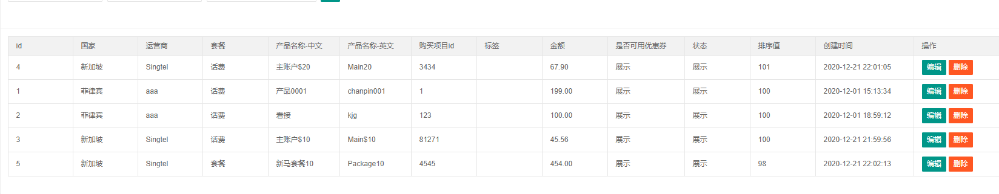 id 国家 运营商 套餐 产品名称-中文 产品名称-英文 购买项目id 标签 金额 是否可用优惠券 状态 排序值 创建时间 操作
4 新加坡 Singtel 话费 主账户$20 Main20 3434 67.90 展示 展示 101 2020-12-21 22:01:05 编辑 删除
1 菲律宾 aaa 话费 产品0001 chanpin001 1 199.00 展示 展示 100 2020-12-01 15:13:34 编辑 删除
2 菲律宾 aaa 话费 看接 kjg 123 100.00 展示 展示 100 2020-12-01 18:59:12 编辑 删除
3 新加坡 Singtel 话费 主账户$10 Main$10 81271 45.56 展示 展示 100 2020-12-21 21:59:56 编辑 删除
5 新加坡 Singtel 套餐 新马套餐10 Package10 4545 454.00 展示 展示 98 2020-12-21 22:02:13 编辑 删除